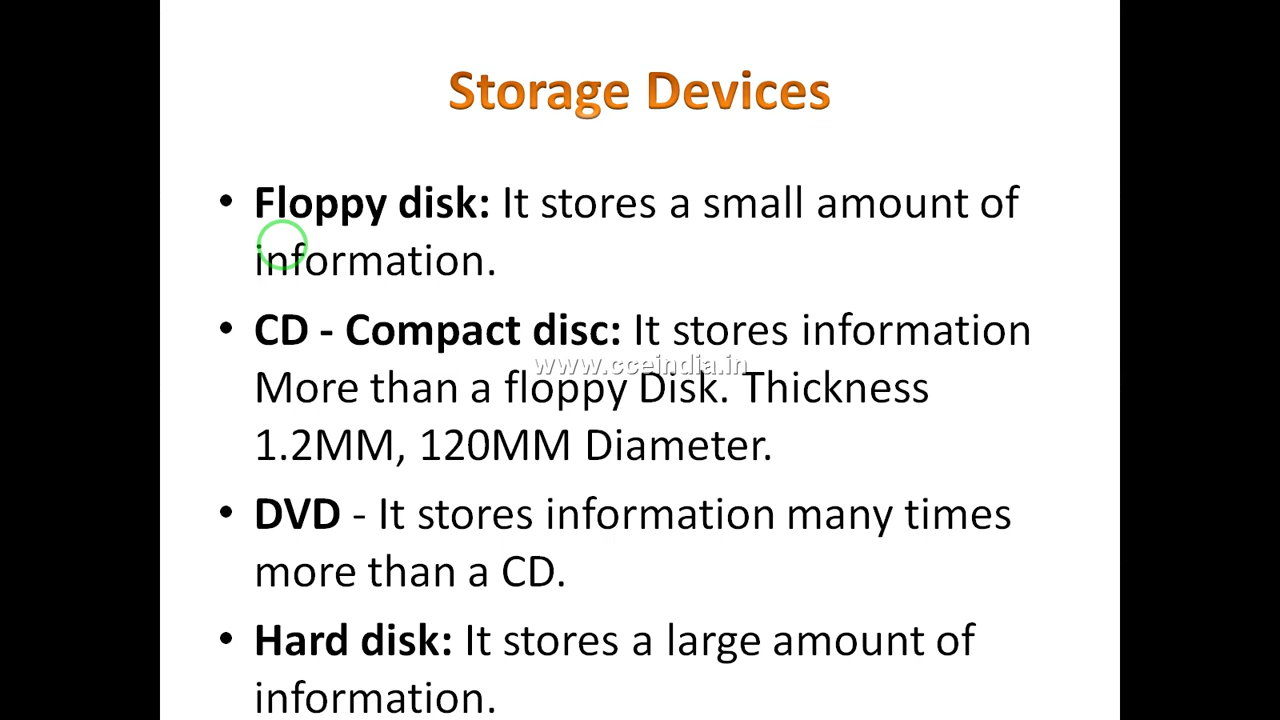 Storage Devices
• Floppy disk: It stores a small amount of
information.
• CD - Compact disc: It stores information
www.cceindia.in
More than a floppy Disk. Thickness
1.2MM, 120MM Diameter.
• DVD - It stores information many times
more than a CD.
• Hard disk: It stores a large amount of
information.